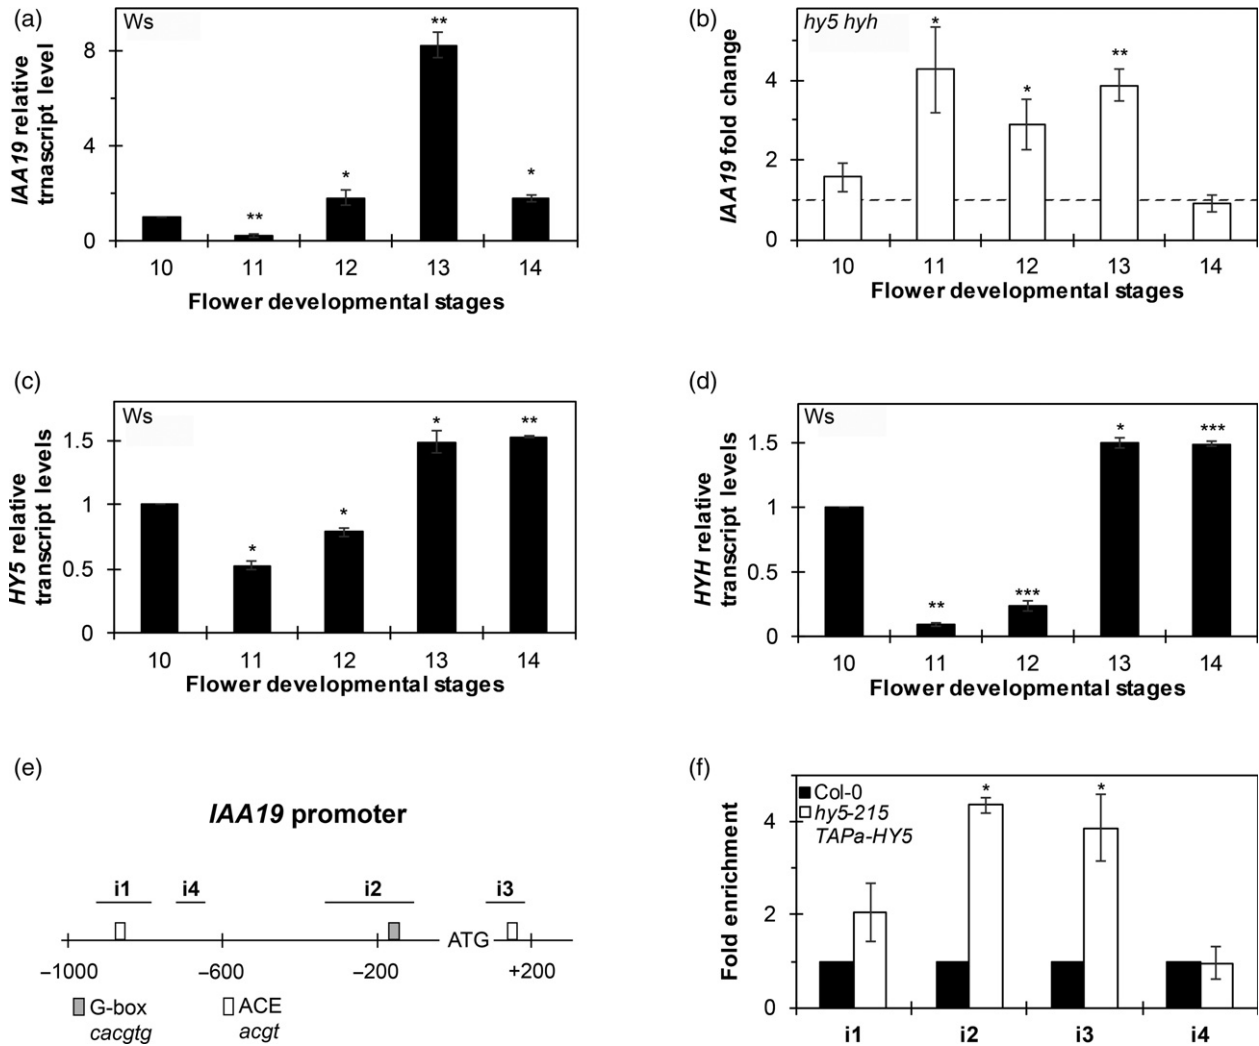 (a)
Ws
IAA19 relative
trnascript level
8
4
0
**
*
**
*
10 11 12 13 14
Flower developmental stages
(b)
hy5 hyh
IAA19 fold change
4
2
0
*
*
**
10 11 12 13 14
Flower developmental stages
(c)
Ws
HY5 relative
transcript levels
1.5
1
0.5
0
*
*
*
**
10 11 12 13 14
Flower developmental stages
(d)
Ws
HYH relative
transcript levels
1.5
1
0.5
0
**
***
*
***
10 11 12 13 14
Flower developmental stages
(e)
IAA19 promoter
i1 i4 i2 i3
ATG
−1000 −600 −200 +200
G-box ACE
cacgtg acgt
(f)
Col-0
hy5-215
TAPa-HY5
Fold enrichment
4
2
0
*
*
i1 i2 i3 i4